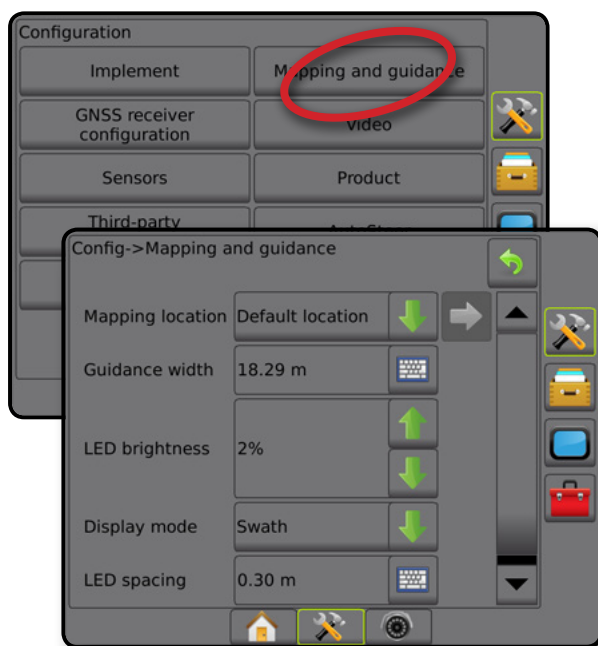 Configuration
Implement
Mapping and guidance
GNSS receiver
configuration
Video
Sensors
Product
Third-party
Config->Mapping and guidance
Mapping location
Default location
Guidance width
18.29 m
LED brightness
2%
Display mode
Swath
LED spacing
0.30 m